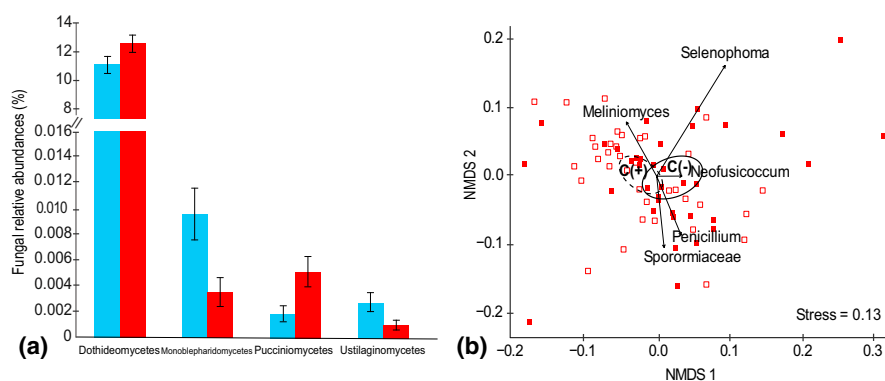 Fungal relative abundances (%)
14
12
10
8
0.016
0.014
0.012
0.010
0.008
0.006
0.004
0.002
0
Dothideomycetes Monoblepharidomycetes Pucciniomycetes Ustilaginomycetes
(a)
NMDS 2
0.2
0.1
0.0
−0.1
−0.2
Selenophoma
Meliniomyces
C(+)
C(-)
Neofusicoccum
Penicillium
Sporormiaceae
Stress = 0.13
−0.2 −0.1 0.0 0.1 0.2 0.3
NMDS 1
(b)